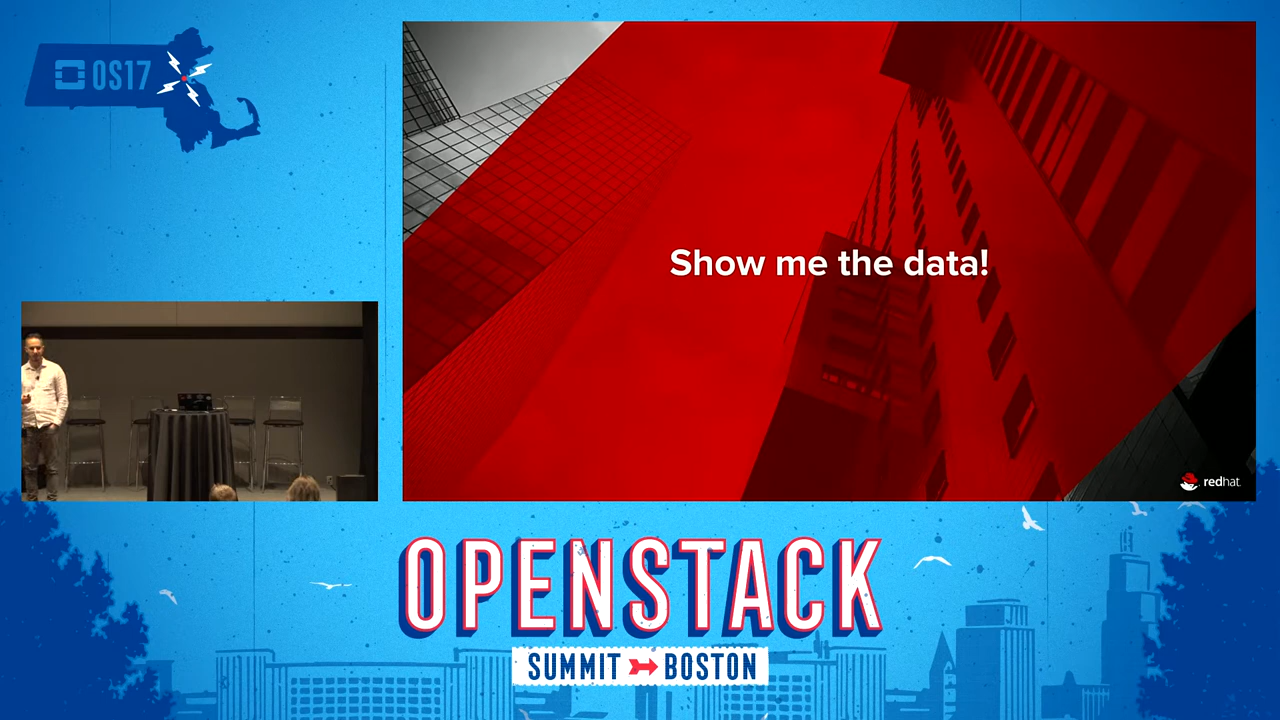 OS17
Show me the data!
redhat.
OPENSTACK
SUMMIT BOSTON